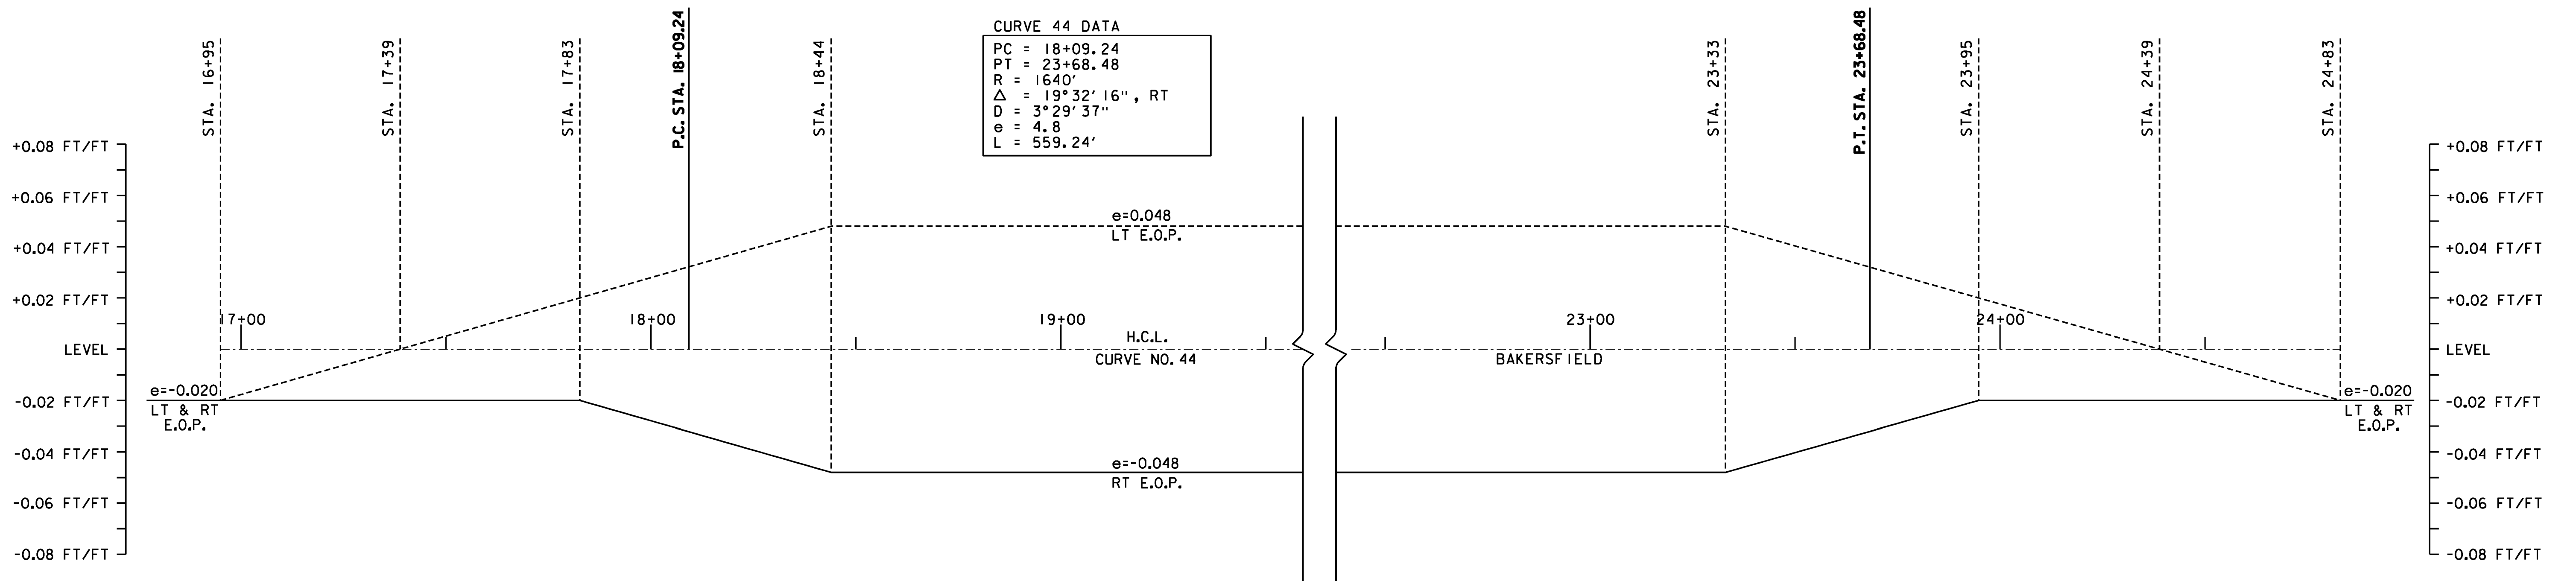 STA. 16+95
STA. 17+39
STA. 17+83
P.C. STA. 18+09.24
STA. 18+44
CURVE 44 DATA
PC = 18+09.24
PT = 23+68.48
R = 1640'
△ = 19°32'16", RT
D = 3°29'37"
e = 4.8
L = 559.24'
STA. 23+33
P.T. STA. 23+68.48
STA. 23+95
STA. 24+39
STA. 24+83
+0.08 FT/FT
+0.06 FT/FT
+0.04 FT/FT
+0.02 FT/FT
LEVEL
-0.02 FT/FT
-0.04 FT/FT
-0.06 FT/FT
-0.08 FT/FT
e=-0.020
LT & RT
E.O.P.
17+00
18+00
19+00
e=0.048
LT E.O.P.
H.C.L.
CURVE NO. 44
e=-0.048
RT E.O.P.
23+00
BAKERSFIELD
24+00
e=-0.020
LT & RT
E.O.P.
+0.08 FT/FT
+0.06 FT/FT
+0.04 FT/FT
+0.02 FT/FT
LEVEL
-0.02 FT/FT
-0.04 FT/FT
-0.06 FT/FT
-0.08 FT/FT